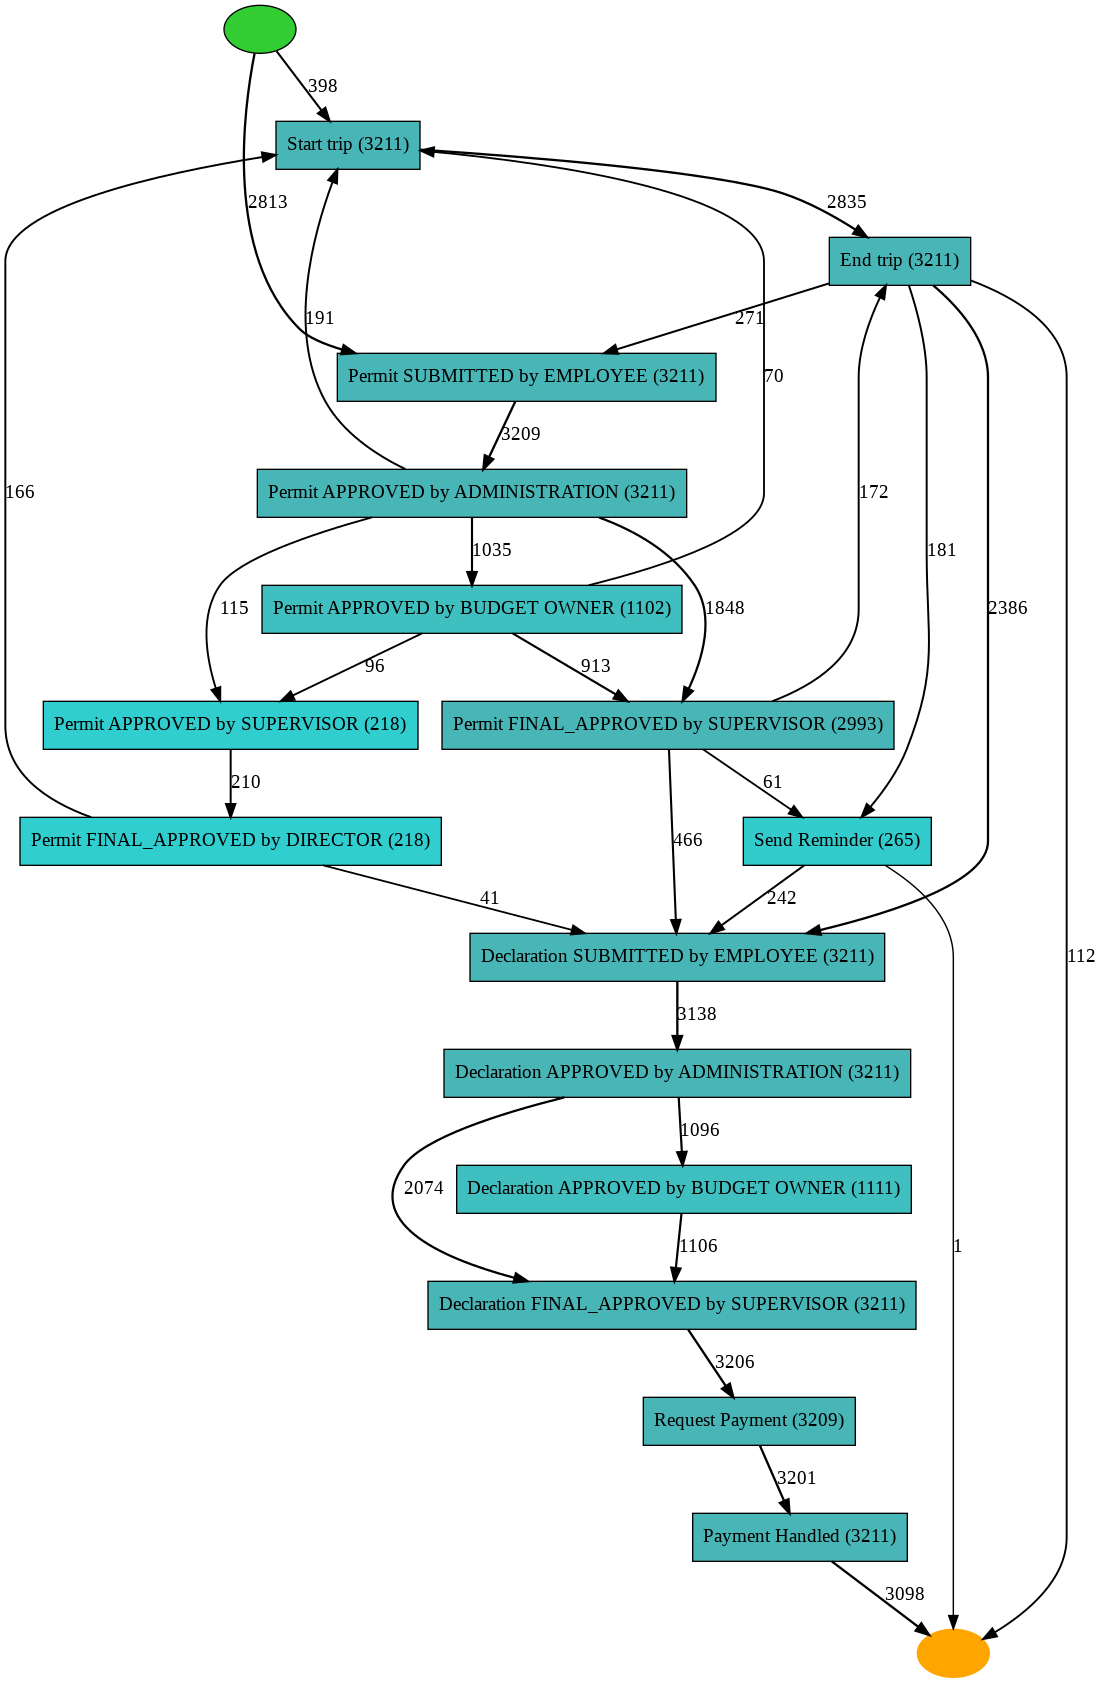 398
Start trip (3211)
2813
2835
End trip (3211)
191
271
Permit SUBMITTED by EMPLOYEE (3211)
70
3209
Permit APPROVED by ADMINISTRATION (3211)
166
172
1035
181
115
Permit APPROVED by BUDGET OWNER (1102)
1848
2386
96
913
Permit APPROVED by SUPERVISOR (218)
Permit FINAL_APPROVED by SUPERVISOR (2993)
210
61
Permit FINAL_APPROVED by DIRECTOR (218)
466
Send Reminder (265)
41
242
Declaration SUBMITTED by EMPLOYEE (3211)
112
3138
Declaration APPROVED by ADMINISTRATION (3211)
1096
2074
Declaration APPROVED by BUDGET OWNER (1111)
1106
1
Declaration FINAL_APPROVED by SUPERVISOR (3211)
3206
Request Payment (3209)
3201
Payment Handled (3211)
3098